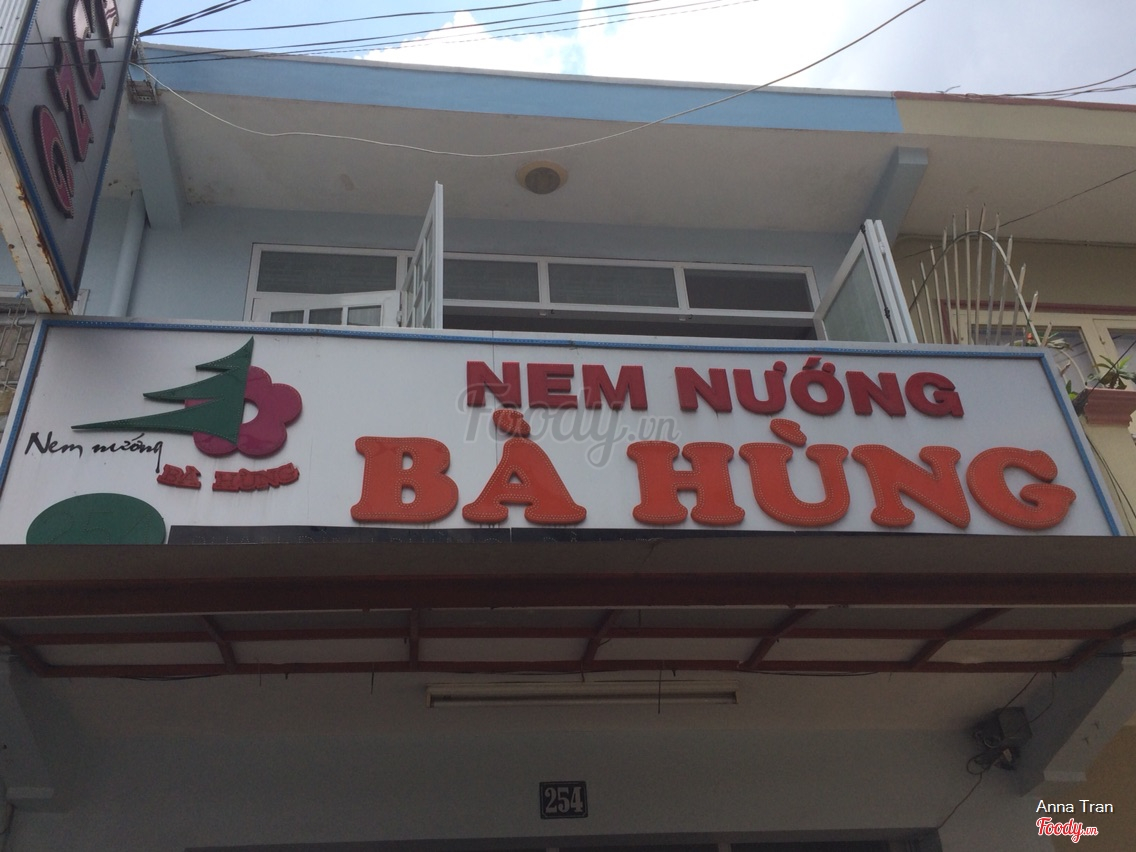 NEM NƯỚNG
BÀ HÙNG
Nem nướng
BÀ HÙNG
Foody.vn
254
Anna Tran
Foody.vn